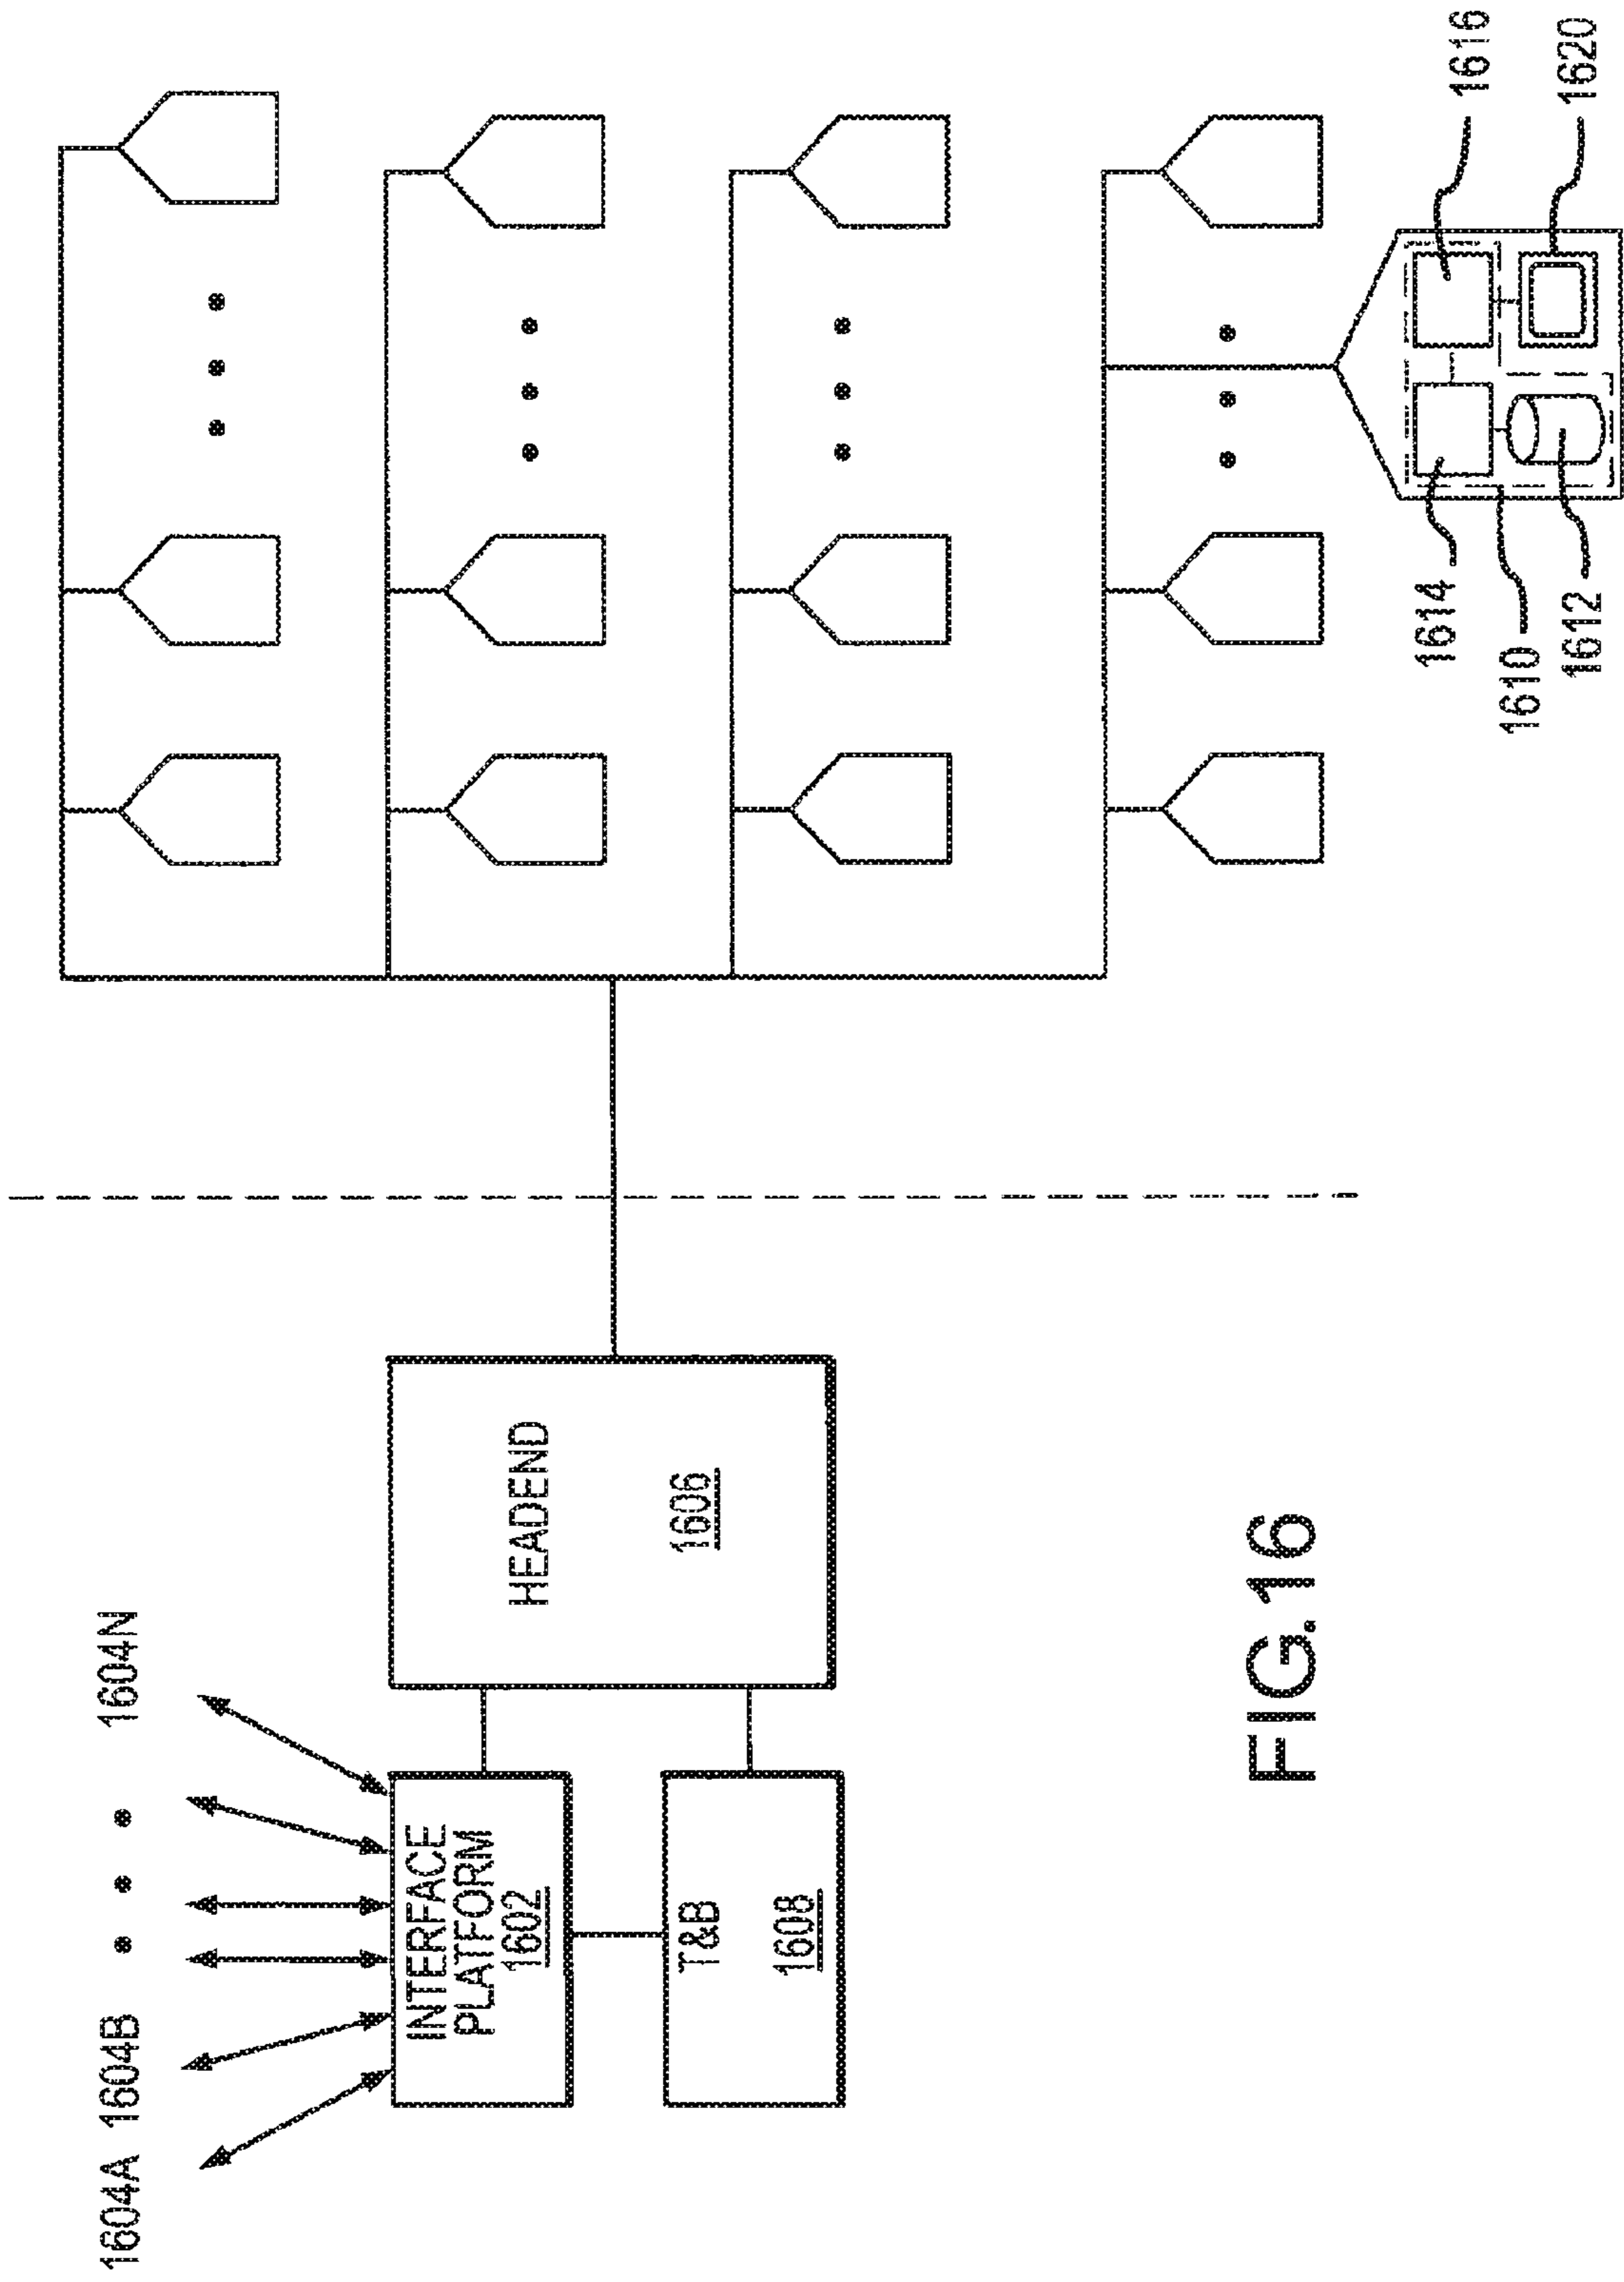 1604A 1604B 1604N
INTERFACE
PLATFORM
1602
T&B
1608
HEADEND
1606
1614
1610
1612
1616
1620
FIG. 16